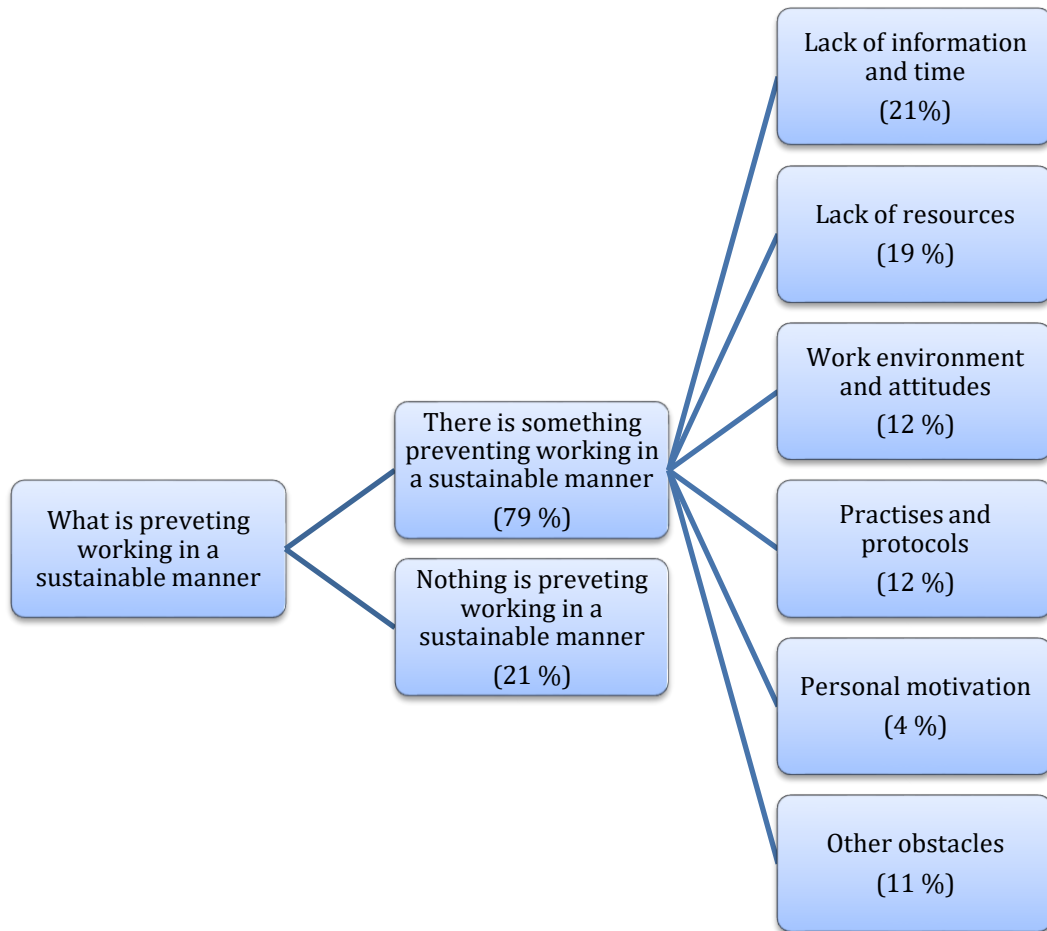 What is preveting
working in a
sustainable manner
There is something
preventing working in
a sustainable manner
(79 %)
Nothing is preveting
working in a
sustainable manner
(21 %)
Lack of information
and time
(21%)
Lack of resources
(19 %)
Work environment
and attitudes
(12 %)
Practises and
protocols
(12 %)
Personal motivation
(4 %)
Other obstacles
(11 %)